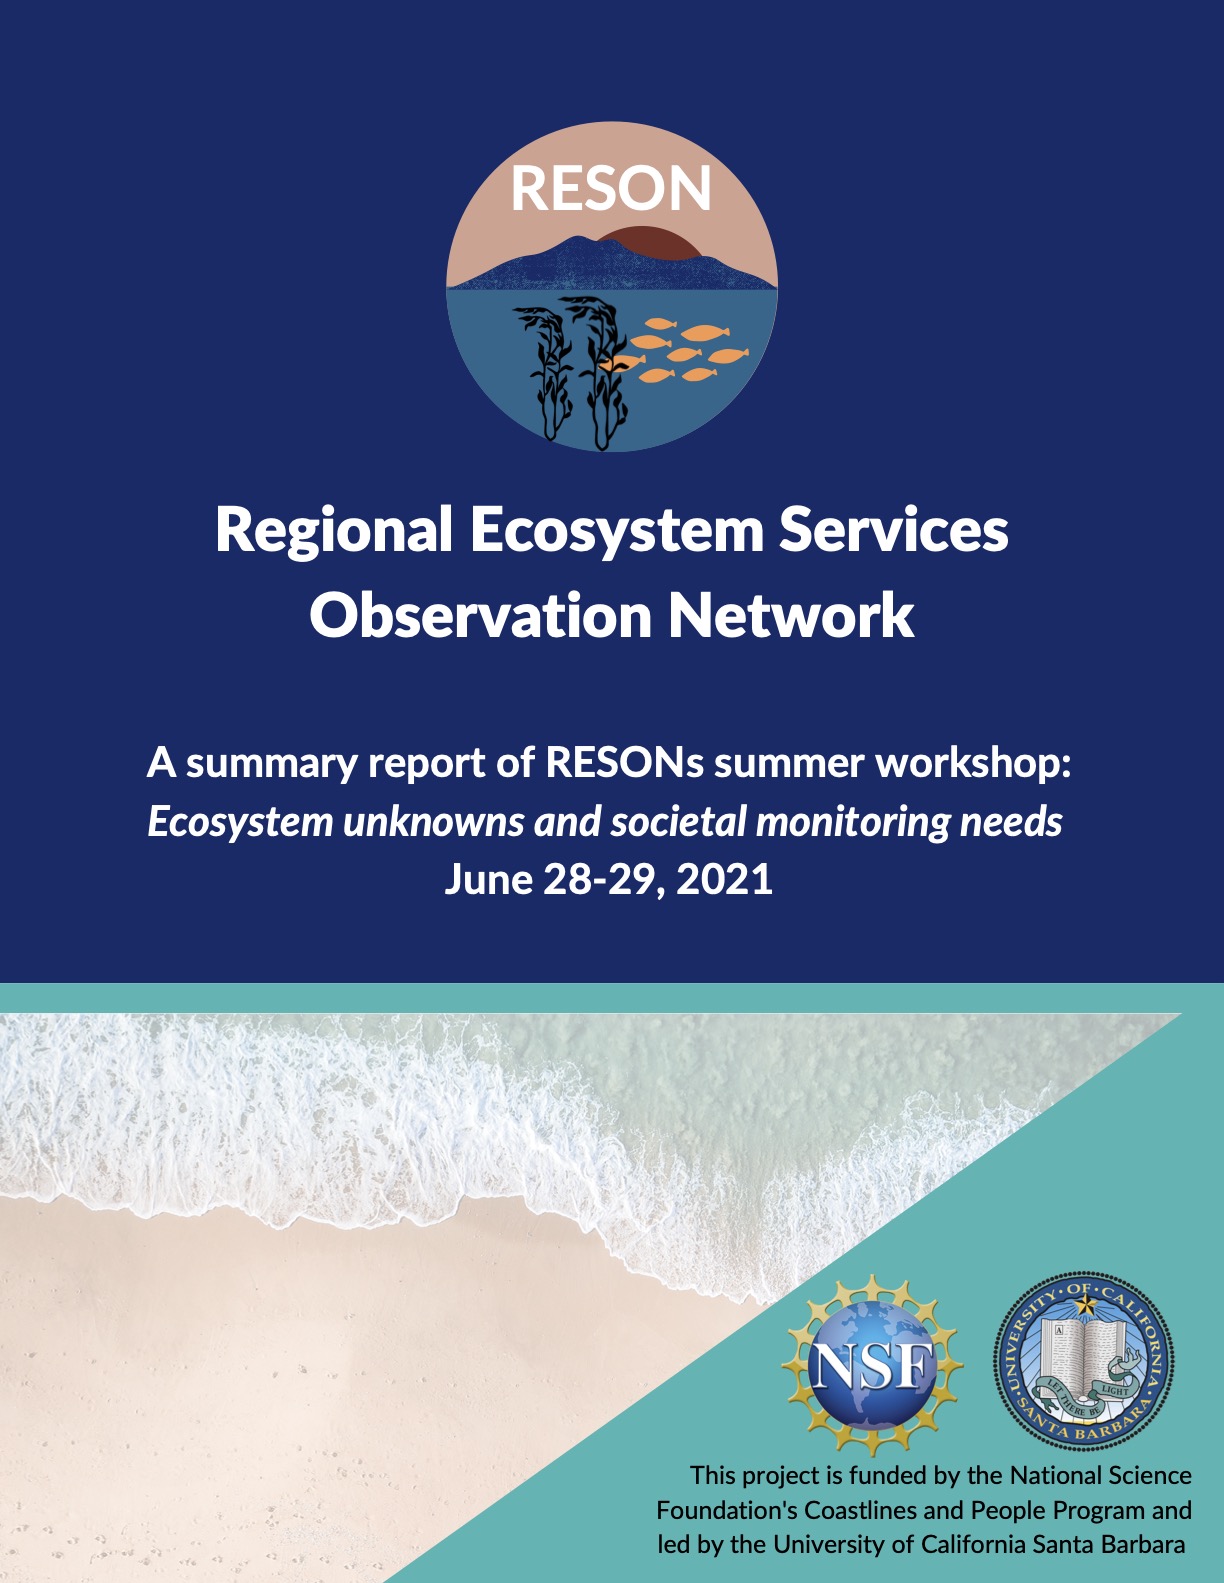 RESON
Regional Ecosystem Services
Observation Network
A summary report of RESONs summer workshop:
Ecosystem unknowns and societal monitoring needs
June 28-29, 2021
NSF
UNIVERSITY·OF·CALIFORNIA
A
LET THERE BE LIGHT
SANTA BARBARA
This project is funded by the National Science
Foundation's Coastlines and People Program and
led by the University of California Santa Barbara